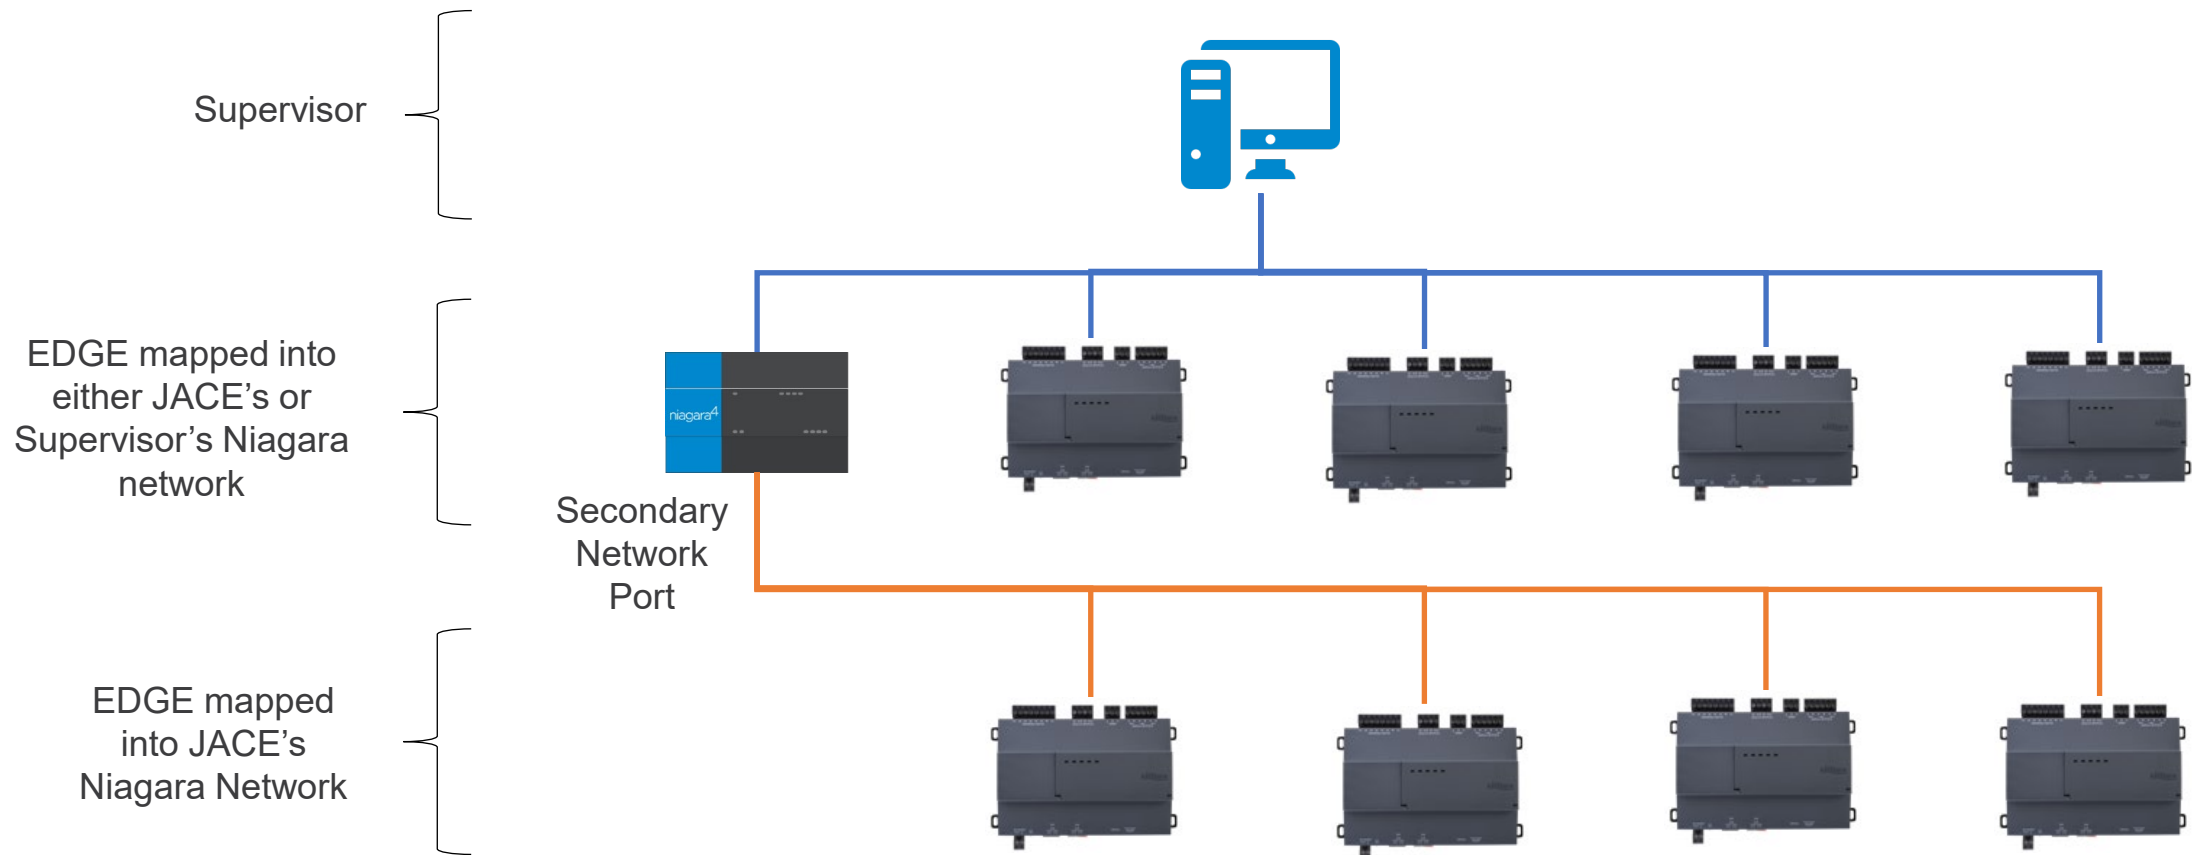 Supervisor
EDGE mapped into
either JACE’s or
Supervisor’s Niagara
network
niagara4
Secondary
Network
Port
EDGE mapped
into JACE’s
Niagara Network